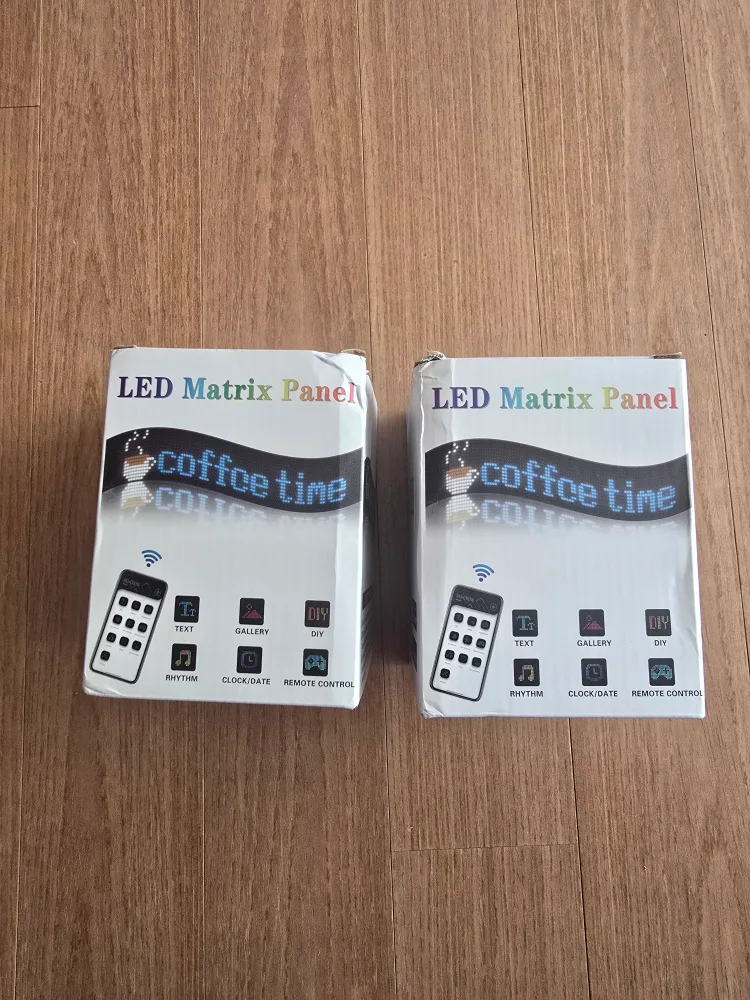 LED Matrix Panel
coffoe time
TEXT
GALLERY
DIY
RHYTHM
CLOCK/DATE
REMOTE CONTROL
LED Matrix Panel
coffoe time
TEXT
GALLERY
DIY
RHYTHM
CLOCK/DATE
REMOTE CONTROL